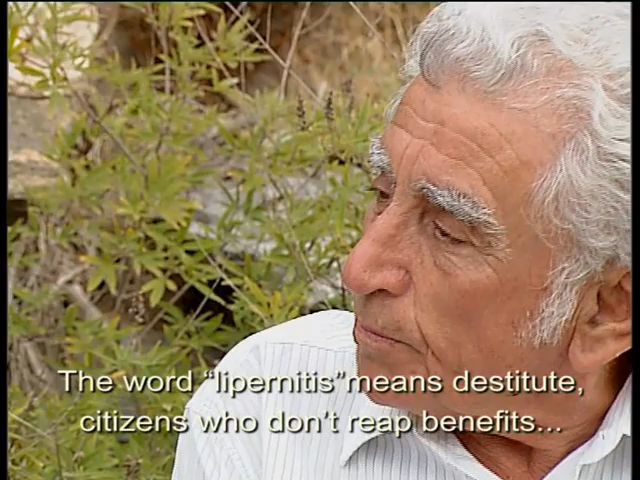 The word “lipernitis”means destitute,
citizens who don’t reap benefits...